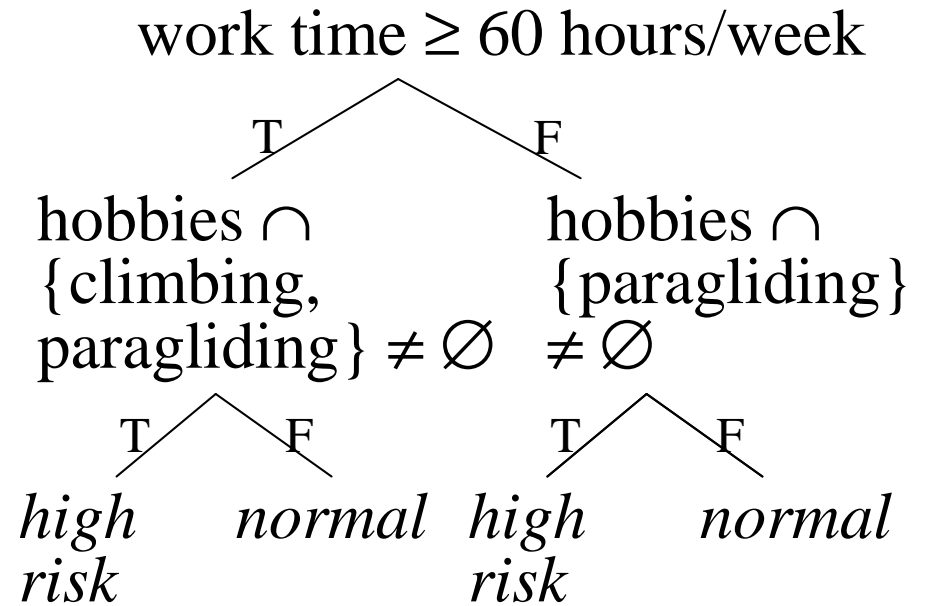 work time ≥ 60 hours/week
T
F
hobbies ∩
{climbing,
paragliding} ≠ ∅
hobbies ∩
{paragliding}
≠ ∅
T
F
T
F
high
risk
normal
high
risk
normal